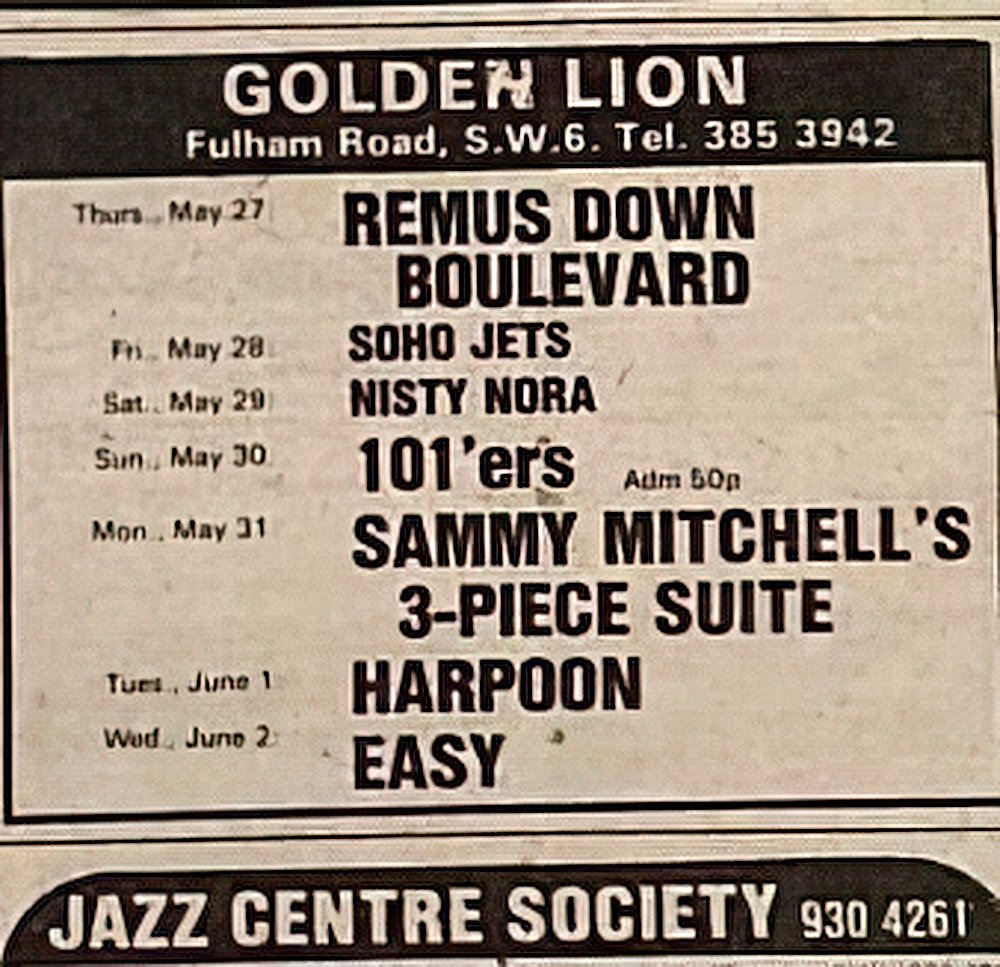 GOLDEN LION
Fulham Road, S.W.6. Tel. 385 3942
Thurs., May 27 REMUS DOWN
BOULEVARD
Fri., May 28 SOHO JETS
Sat., May 29 NISTY NORA
Sun., May 30 101'ers Adm 50p
Mon., May 31 SAMMY MITCHELL'S
3-PIECE SUITE
Tues., June 1 HARPOON
Wed., June 2 EASY
JAZZ CENTRE SOCIETY 930 4261